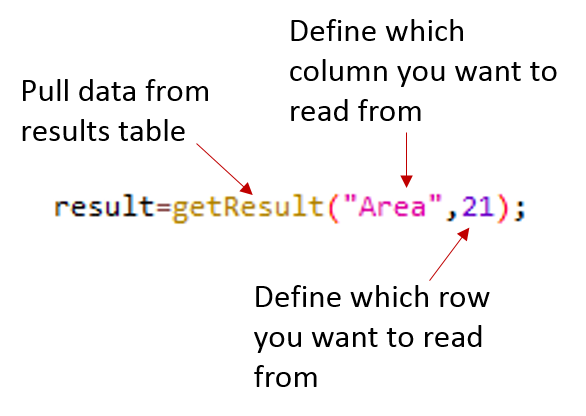 Define which
column you want to
read from
Pull data from
results table
result=getResult("Area",21);
Define which row
you want to read
from